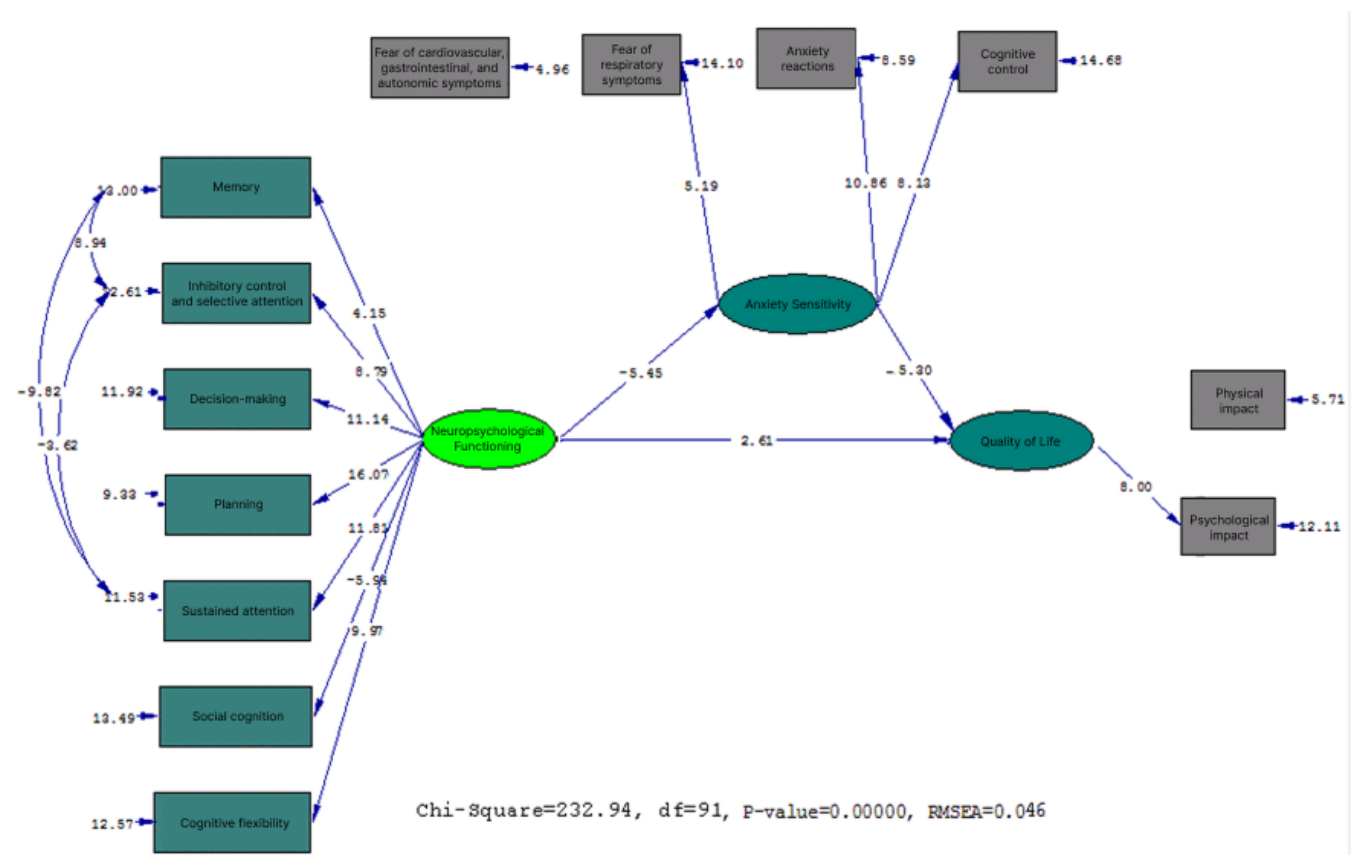 Fear of cardiovascular,
gastrointestinal, and
autonomic symptoms
4.96
Fear of
respiratory
symptoms
14.10
Anxiety
reactions
8.59
Cognitive
control
14.68
13.00
Memory
8.94
5.19
10.86
8.13
2.61
Inhibitory control
and selective attention
Anxiety Sensitivity
4.15
-9.82
11.92
Decision-making
8.79
-5.45
-5.30
Physical
impact
5.71
-3.62
11.14
Neuropsychological
Functioning
2.61
Quality of Life
9.33
Planning
16.07
8.00
Psychological
impact
12.11
11.81
11.53
Sustained attention
-5.94
9.97
13.49
Social cognition
12.57
Cognitive flexibility
Chi-Square=232.94, df=91, P-value=0.00000, RMSEA=0.046